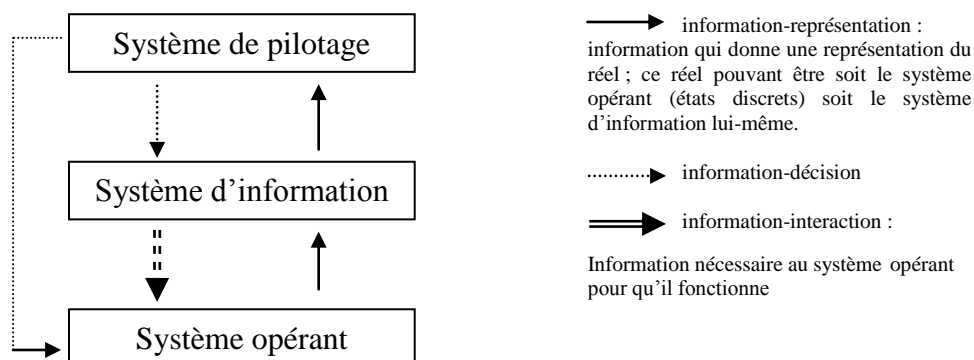 Système de pilotage
Système d’information
Système opérant
information-représentation :
information qui donne une représentation du
réel ; ce réel pouvant être soit le système
opérant (états discrets) soit le système
d’information lui-même.
information-décision
information-interaction :
Information nécessaire au système opérant
pour qu’il fonctionne